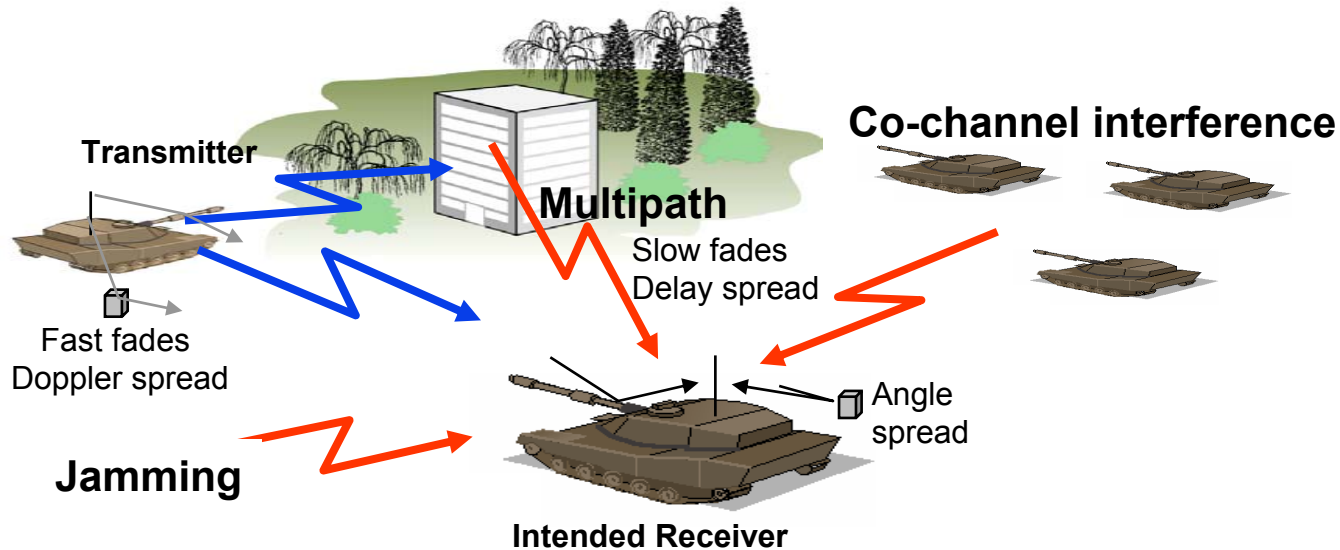 Co-channel interference
Transmitter
Multipath
Slow fades
Delay spread
Fast fades
Doppler spread
Angle
spread
Jamming
Intended Receiver